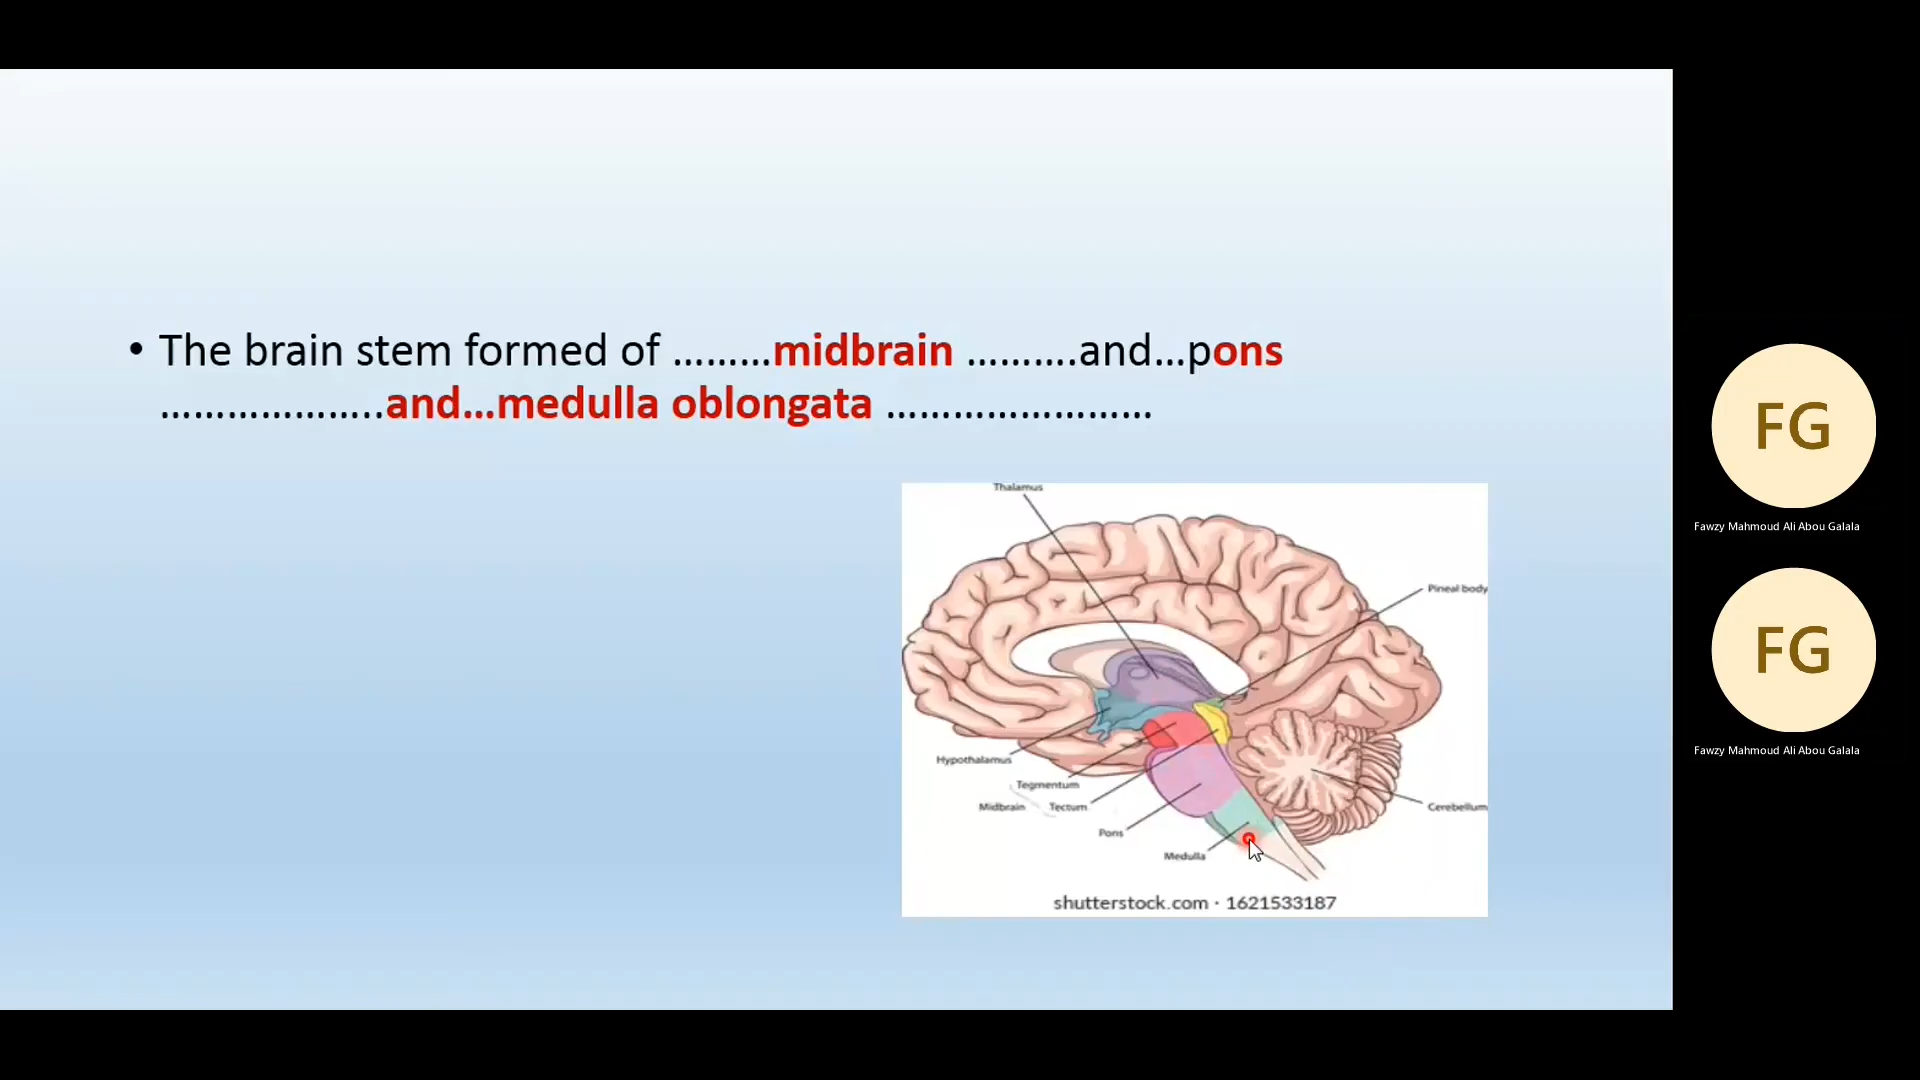 • The brain stem formed of .........midbrain ..........and...pons
....................and...medulla oblongata ........................
Thalamus
Pineal body
Hypothalamus
Tegmentum
Midbrain Tectum
Cerebellum
Pons
Medulla
shutterstock.com · 1621533187
FG
Fawzy Mahmoud Ali Abou Galala
FG
Fawzy Mahmoud Ali Abou Galala